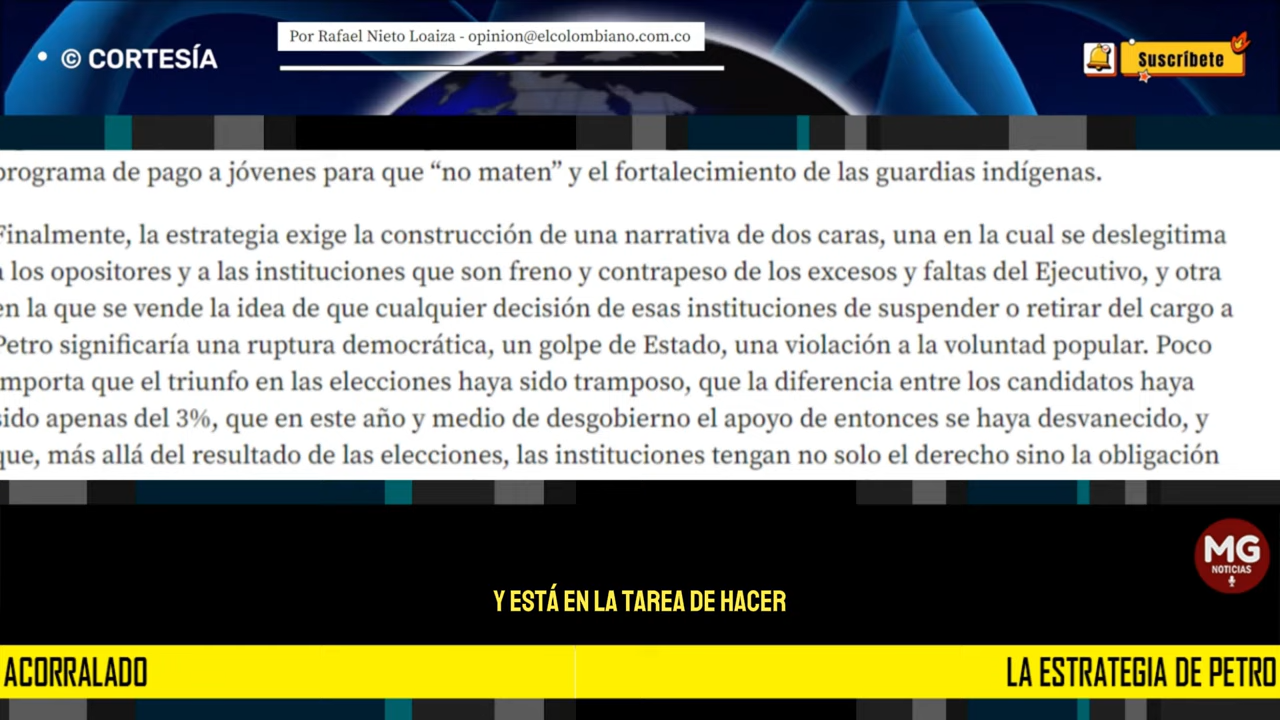 Por Rafael Nieto Loaiza - opinion@elcolombiano.com.co
• © CORTESÍA
Suscríbete
programa de pago a jóvenes para que “no maten” y el fortalecimiento de las guardias indígenas.
Finalmente, la estrategia exige la construcción de una narrativa de dos caras, una en la cual se deslegitima
a los opositores y a las instituciones que son freno y contrapeso de los excesos y faltas del Ejecutivo, y otra
en la que se vende la idea de que cualquier decisión de esas instituciones de suspender o retirar del cargo a
Petro significaría una ruptura democrática, un golpe de Estado, una violación a la voluntad popular. Poco
importa que el triunfo en las elecciones haya sido tramposo, que la diferencia entre los candidatos haya
sido apenas del 3%, que en este año y medio de desgobierno el apoyo de entonces se haya desvanecido, y
que, más allá del resultado de las elecciones, las instituciones tengan no solo el derecho sino la obligación
MG
NOTICIAS
Y ESTÁ EN LA TAREA DE HACER
ACORRALADO
LA ESTRATEGIA DE PETRO